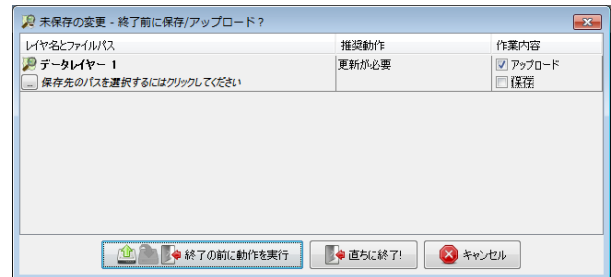 未保存の変更 - 終了前に保存/アップロード？
レイヤ名とファイルパス 推奨動作 作業内容
データレイヤー 1 更新が必要 アップロード
... 保存先のパスを選択するにはクリックしてください 保存
終了の前に動作を実行 直ちに終了! キャンセル